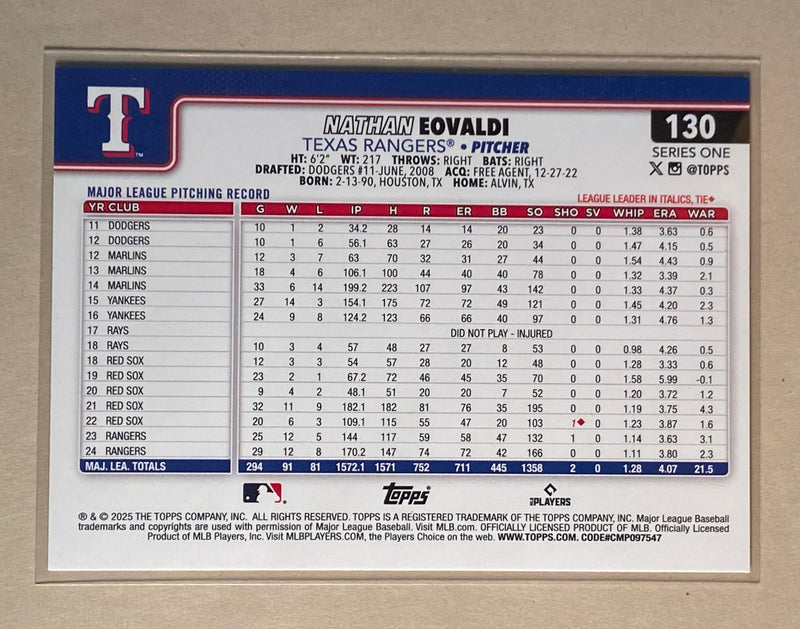 T
TM
NATHAN EOVALDI
130
TEXAS RANGERS® • PITCHER
SERIES ONE
HT: 6'2" WT: 217 THROWS: RIGHT BATS: RIGHT
X @TOPPS
DRAFTED: DODGERS #11-JUNE, 2008 ACQ: FREE AGENT, 12-27-22
BORN: 2-13-90, HOUSTON, TX HOME: ALVIN, TX
MAJOR LEAGUE PITCHING RECORD
LEAGUE LEADER IN ITALICS, TIE♦
YR CLUB G W L IP H R ER BB SO SHO SV WHIP ERA WAR
11 DODGERS 10 1 2 34.2 28 14 14 20 23 0 0 1.38 3.63 0.6
12 DODGERS 10 1 6 56.1 63 27 26 20 34 0 0 1.47 4.15 0.5
12 MARLINS 12 3 7 63 70 32 31 27 44 0 0 1.54 4.43 0.9
13 MARLINS 18 4 6 106.1 100 44 40 40 78 0 0 1.32 3.39 2.1
14 MARLINS 33 6 14 199.2 223 107 97 43 142 0 0 1.33 4.37 0.3
15 YANKEES 27 14 3 154.1 175 72 72 49 121 0 0 1.45 4.20 2.3
16 YANKEES 24 9 8 124.2 123 66 66 40 97 0 0 1.31 4.76 1.3
17 RAYS DID NOT PLAY - INJURED
18 RAYS 10 3 4 57 48 27 27 8 53 0 0 0.98 4.26 0.5
18 RED SOX 12 3 3 54 57 28 20 12 48 0 0 1.28 3.33 0.6
19 RED SOX 23 2 1 67.2 72 46 45 35 70 0 0 1.58 5.99 -0.1
20 RED SOX 9 4 2 48.1 51 20 20 7 52 0 0 1.20 3.72 1.2
21 RED SOX 32 11 9 182.1 182 81 76 35 195 0 0 1.19 3.75 4.3
22 RED SOX 20 6 3 109.1 115 55 47 20 103 1♦ 0 1.23 3.87 1.6
23 RANGERS 25 12 5 144 117 59 58 47 132 1 0 1.14 3.63 3.1
24 RANGERS 29 12 8 170.2 147 74 72 42 166 0 0 1.11 3.80 2.3
MAJ. LEA. TOTALS 294 91 81 1572.1 1571 752 711 445 1358 2 0 1.28 4.07 21.5
topps
MLB PLAYERS
® & © 2025 THE TOPPS COMPANY, INC. ALL RIGHTS RESERVED. TOPPS IS A REGISTERED TRADEMARK OF THE TOPPS COMPANY, INC. Major League Baseball
trademarks and copyrights are used with permission of Major League Baseball. Visit MLB.com. OFFICIALLY LICENSED PRODUCT OF MLB. Officially Licensed
Product of MLB Players, Inc. Visit MLBPLAYERS.COM, the Players Choice on the web. WWW.TOPPS.COM. CODE#CMP097547